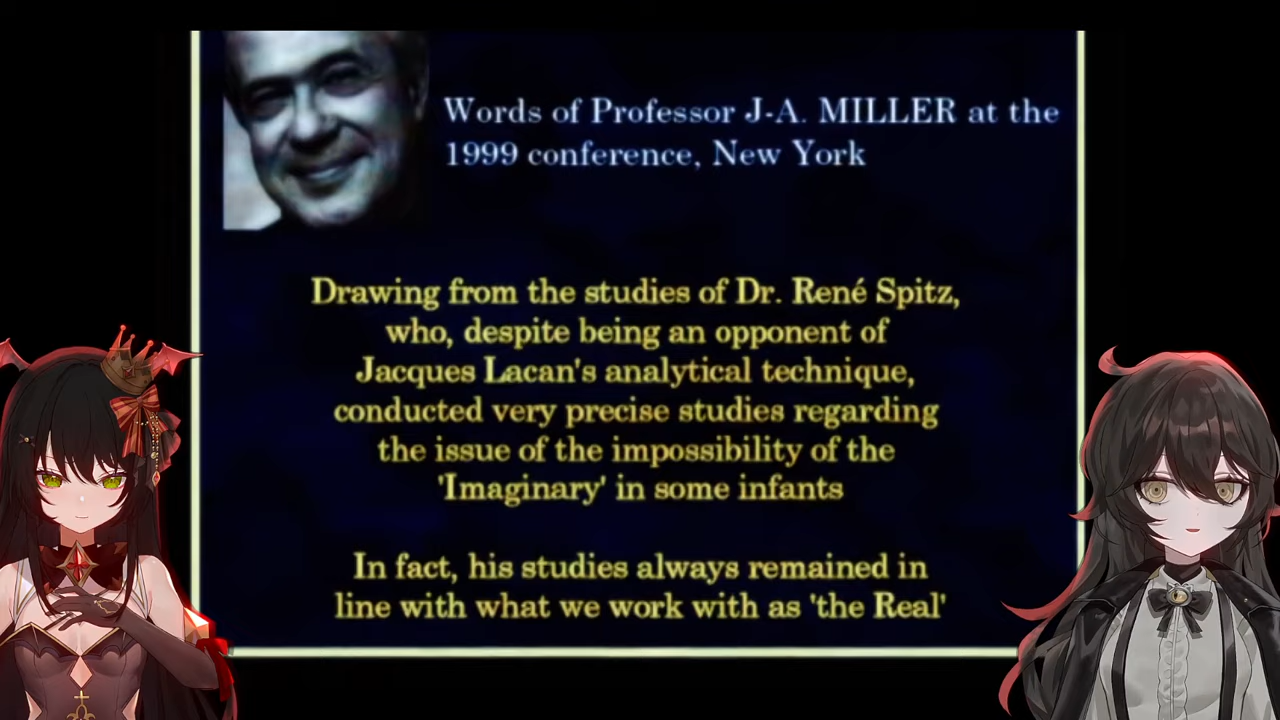 Words of Professor J-A. MILLER at the
1999 conference, New York
Drawing from the studies of Dr. René Spitz,
who, despite being an opponent of
Jacques Lacan's analytical technique,
conducted very precise studies regarding
the issue of the impossibility of the
'Imaginary' in some infants
In fact, his studies always remained in
line with what we work with as 'the Real'